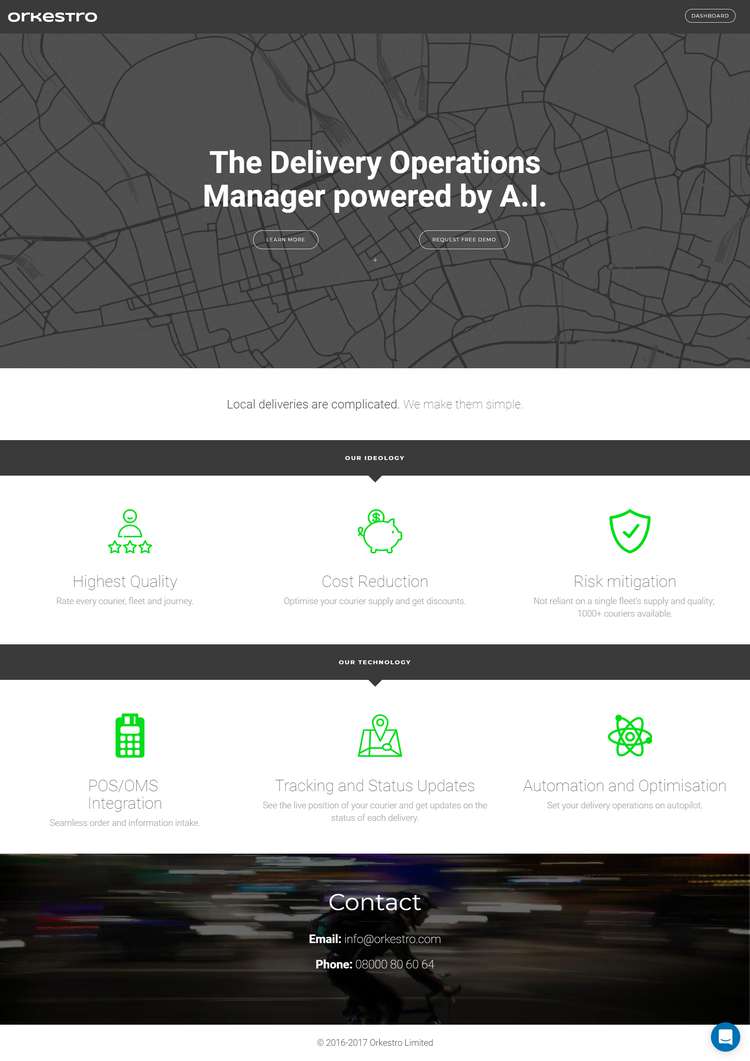 orkestro
DASHBOARD
The Delivery Operations
Manager powered by A.I.
LEARN MORE
REQUEST FREE DEMO
Local deliveries are complicated. We make them simple.
OUR IDEOLOGY
Highest Quality
Rate every courier, fleet and journey.
Cost Reduction
Optimise your courier supply and get discounts.
Risk mitigation
Not reliant on a single fleet's supply and quality;
1000+ couriers available.
OUR TECHNOLOGY
POS/OMS
Integration
Seamless order and information intake.
Tracking and Status Updates
See the live position of your courier and get updates on the
status of each delivery.
Automation and Optimisation
Set your delivery operations on autopilot.
Contact
Email: info@orkestro.com
Phone: 08000 80 60 64
© 2016-2017 Orkestro Limited